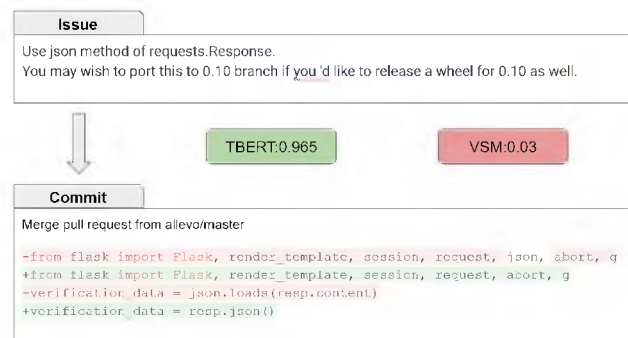 Issue
Use json method of requests.Response.
You may wish to port this to 0.10 branch if you 'd like to release a wheel for 0.10 as well.
TBERT:0.965
VSM:0.03
Commit
Merge pull request from allevo/master
-from flask import Flask, render_template, session, request, json, abort, g
+from flask import Flask, render_template, session, request, abort, g
-verification_data = json.loads(resp.content)
+verification_data = resp.json()